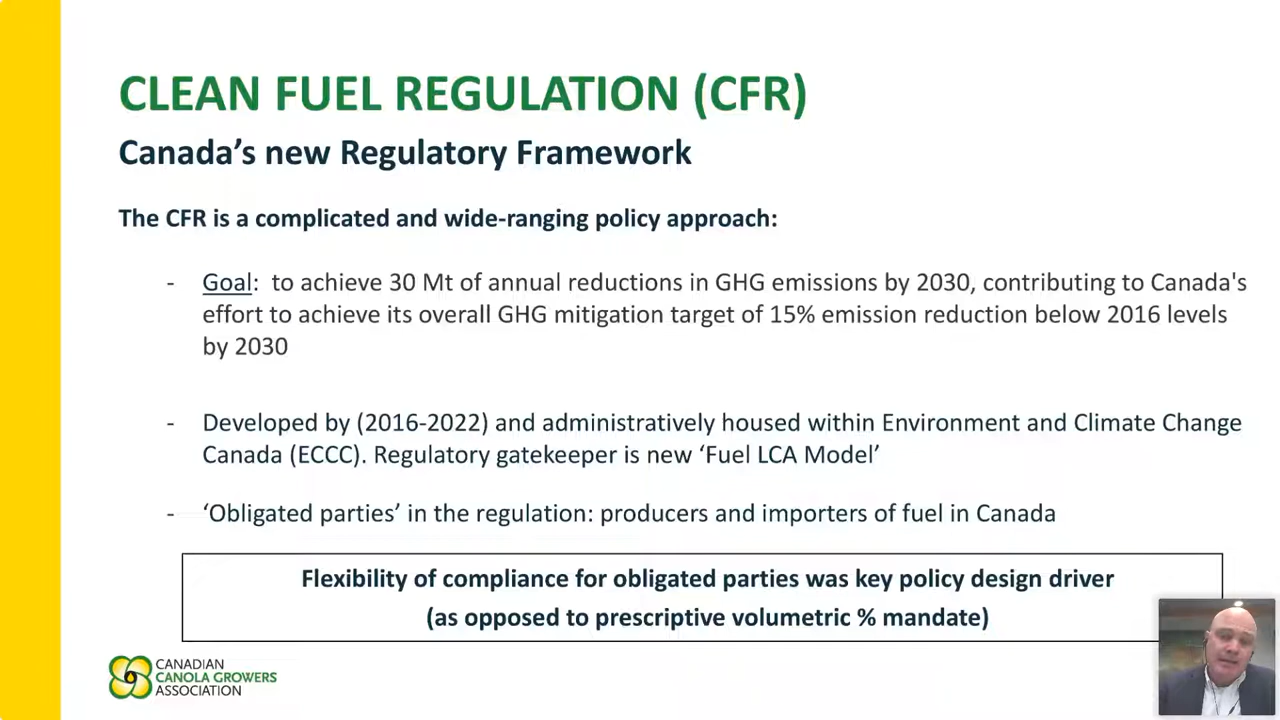 CLEAN FUEL REGULATION (CFR)
Canada's new Regulatory Framework
The CFR is a complicated and wide-ranging policy approach:
- Goal: to achieve 30 Mt of annual reductions in GHG emissions by 2030, contributing to Canada's
effort to achieve its overall GHG mitigation target of 15% emission reduction below 2016 levels
by 2030
- Developed by (2016-2022) and administratively housed within Environment and Climate Change
Canada (ECCC). Regulatory gatekeeper is new ‘Fuel LCA Model’
- ‘Obligated parties’ in the regulation: producers and importers of fuel in Canada
Flexibility of compliance for obligated parties was key policy design driver
(as opposed to prescriptive volumetric % mandate)
CANADIAN
CANOLA GROWERS
ASSOCIATION